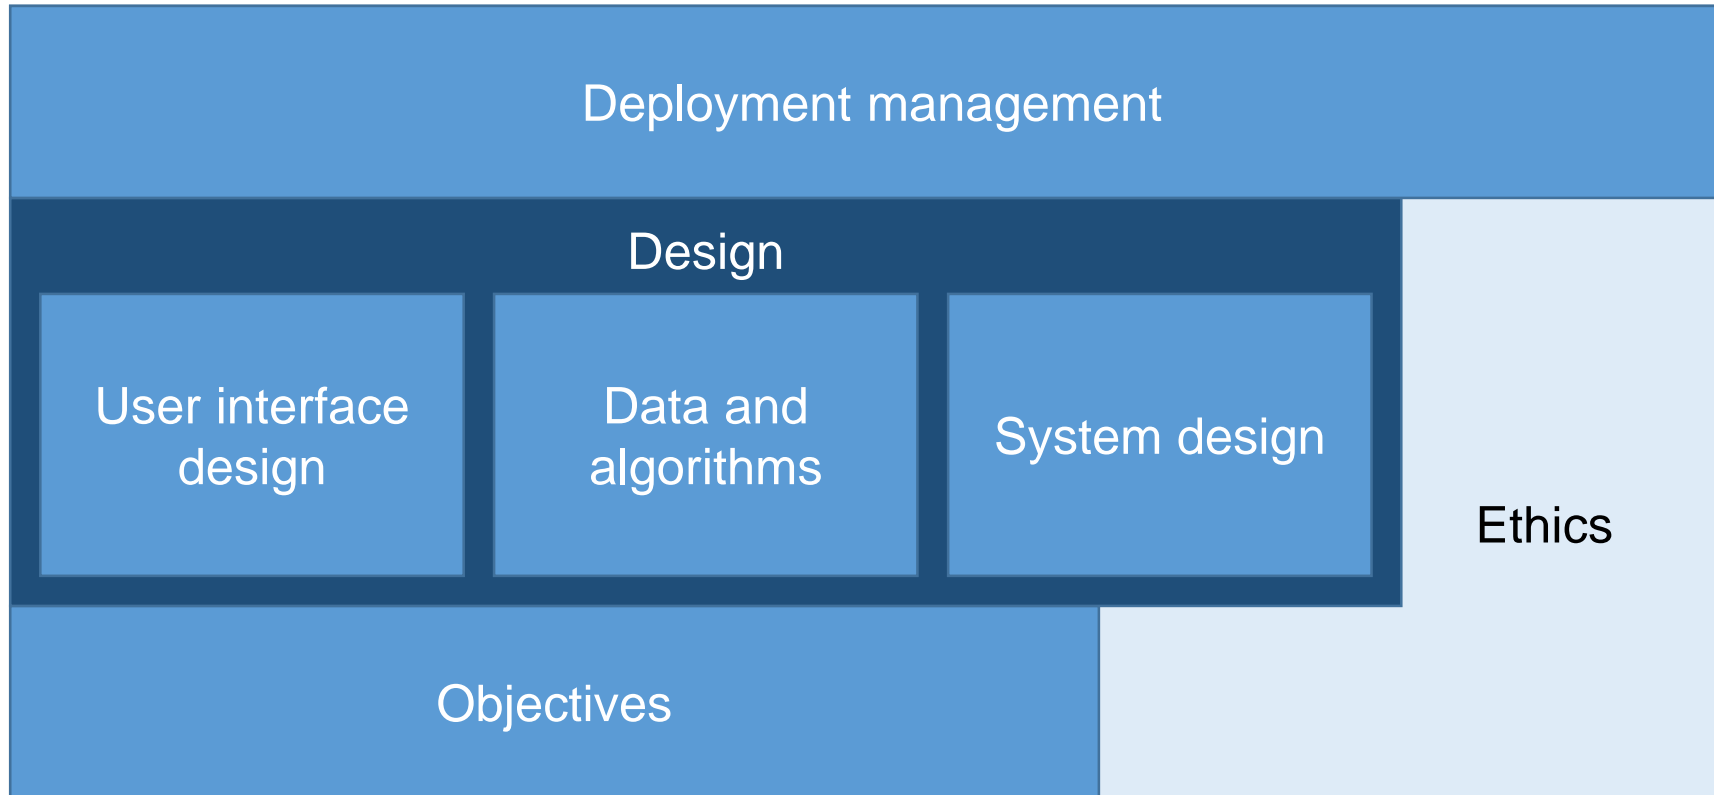 Deployment management
Design
User interface
design
Data and
algorithms
System design
Ethics
Objectives